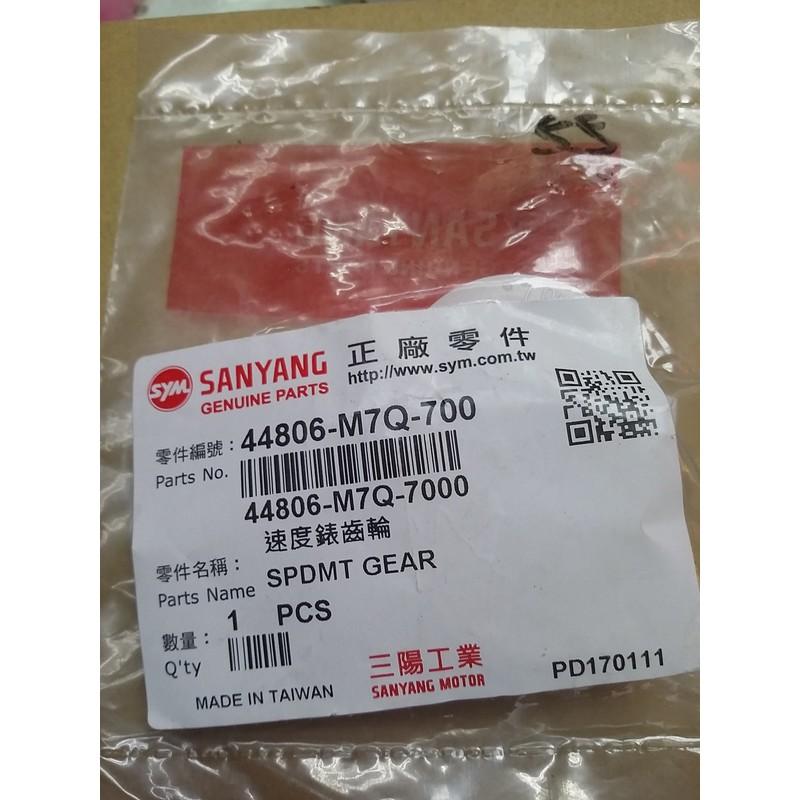 22
SANYANG
SYM
SANYANG
GENUINE PARTS
正廠零件
http://www.sym.com.tw
零件編號：44806-M7Q-700
Parts No.
44806-M7Q-7000
速度錶齒輪
零件名稱：
Parts Name SPDMT GEAR
數量： 1 PCS
Q'ty
三陽工業
SANYANG MOTOR
PD170111
MADE IN TAIWAN